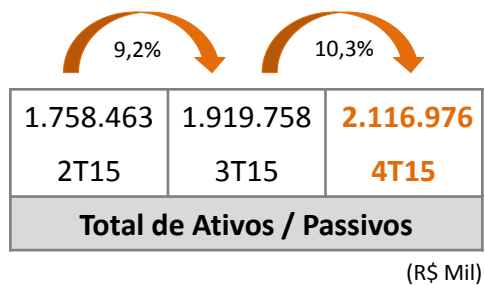 9,2% 10,3%
1.758.463 1.919.758 2.116.976
2T15 3T15 4T15
Total de Ativos / Passivos
(R$ Mil)